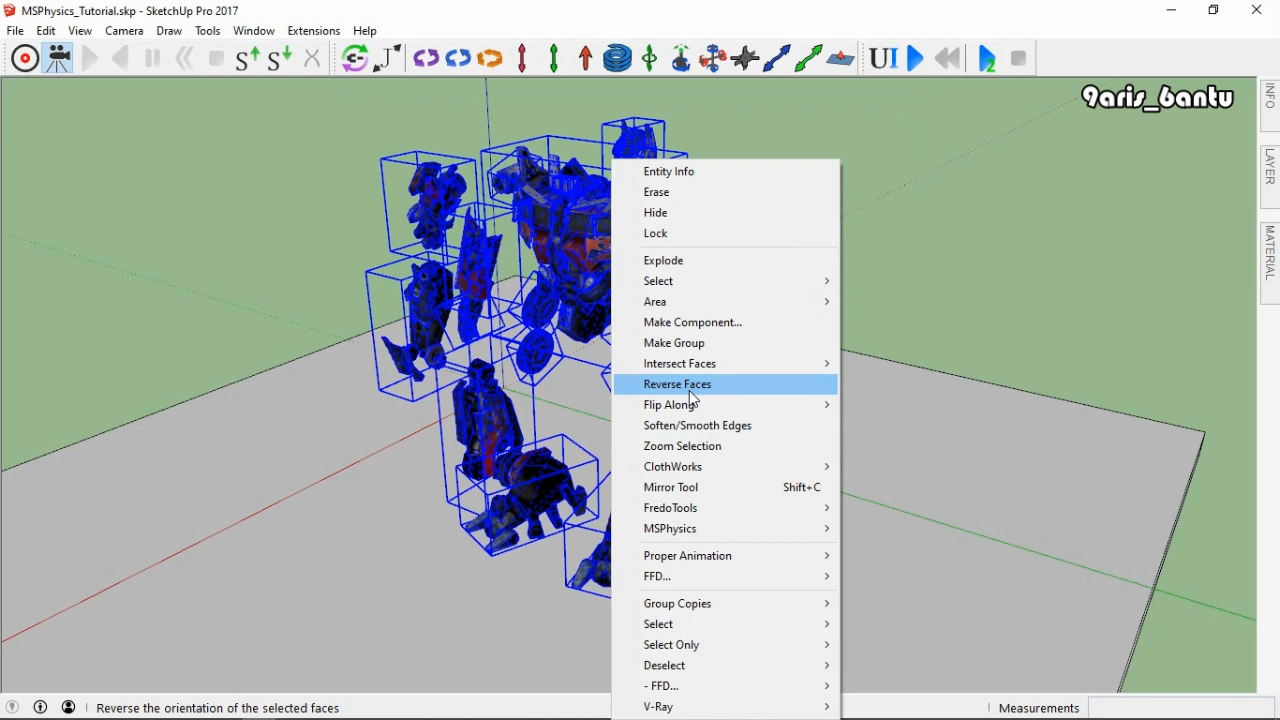 MSPhysics_Tutorial.skp - SketchUp Pro 2017
File Edit View Camera Draw Tools Window Extensions Help
UI
2
9aris_6antu
INFO
LAYER
MATERIAL
Entity Info
Erase
Hide
Lock
Explode
Select
Area
Make Component...
Make Group
Intersect Faces
Reverse Faces
Flip Along
Soften/Smooth Edges
Zoom Selection
ClothWorks
Mirror Tool Shift+C
FredoTools
MSPhysics
Proper Animation
FFD...
Group Copies
Select
Select Only
Deselect
- FFD...
V-Ray
Reverse the orientation of the selected faces
Measurements